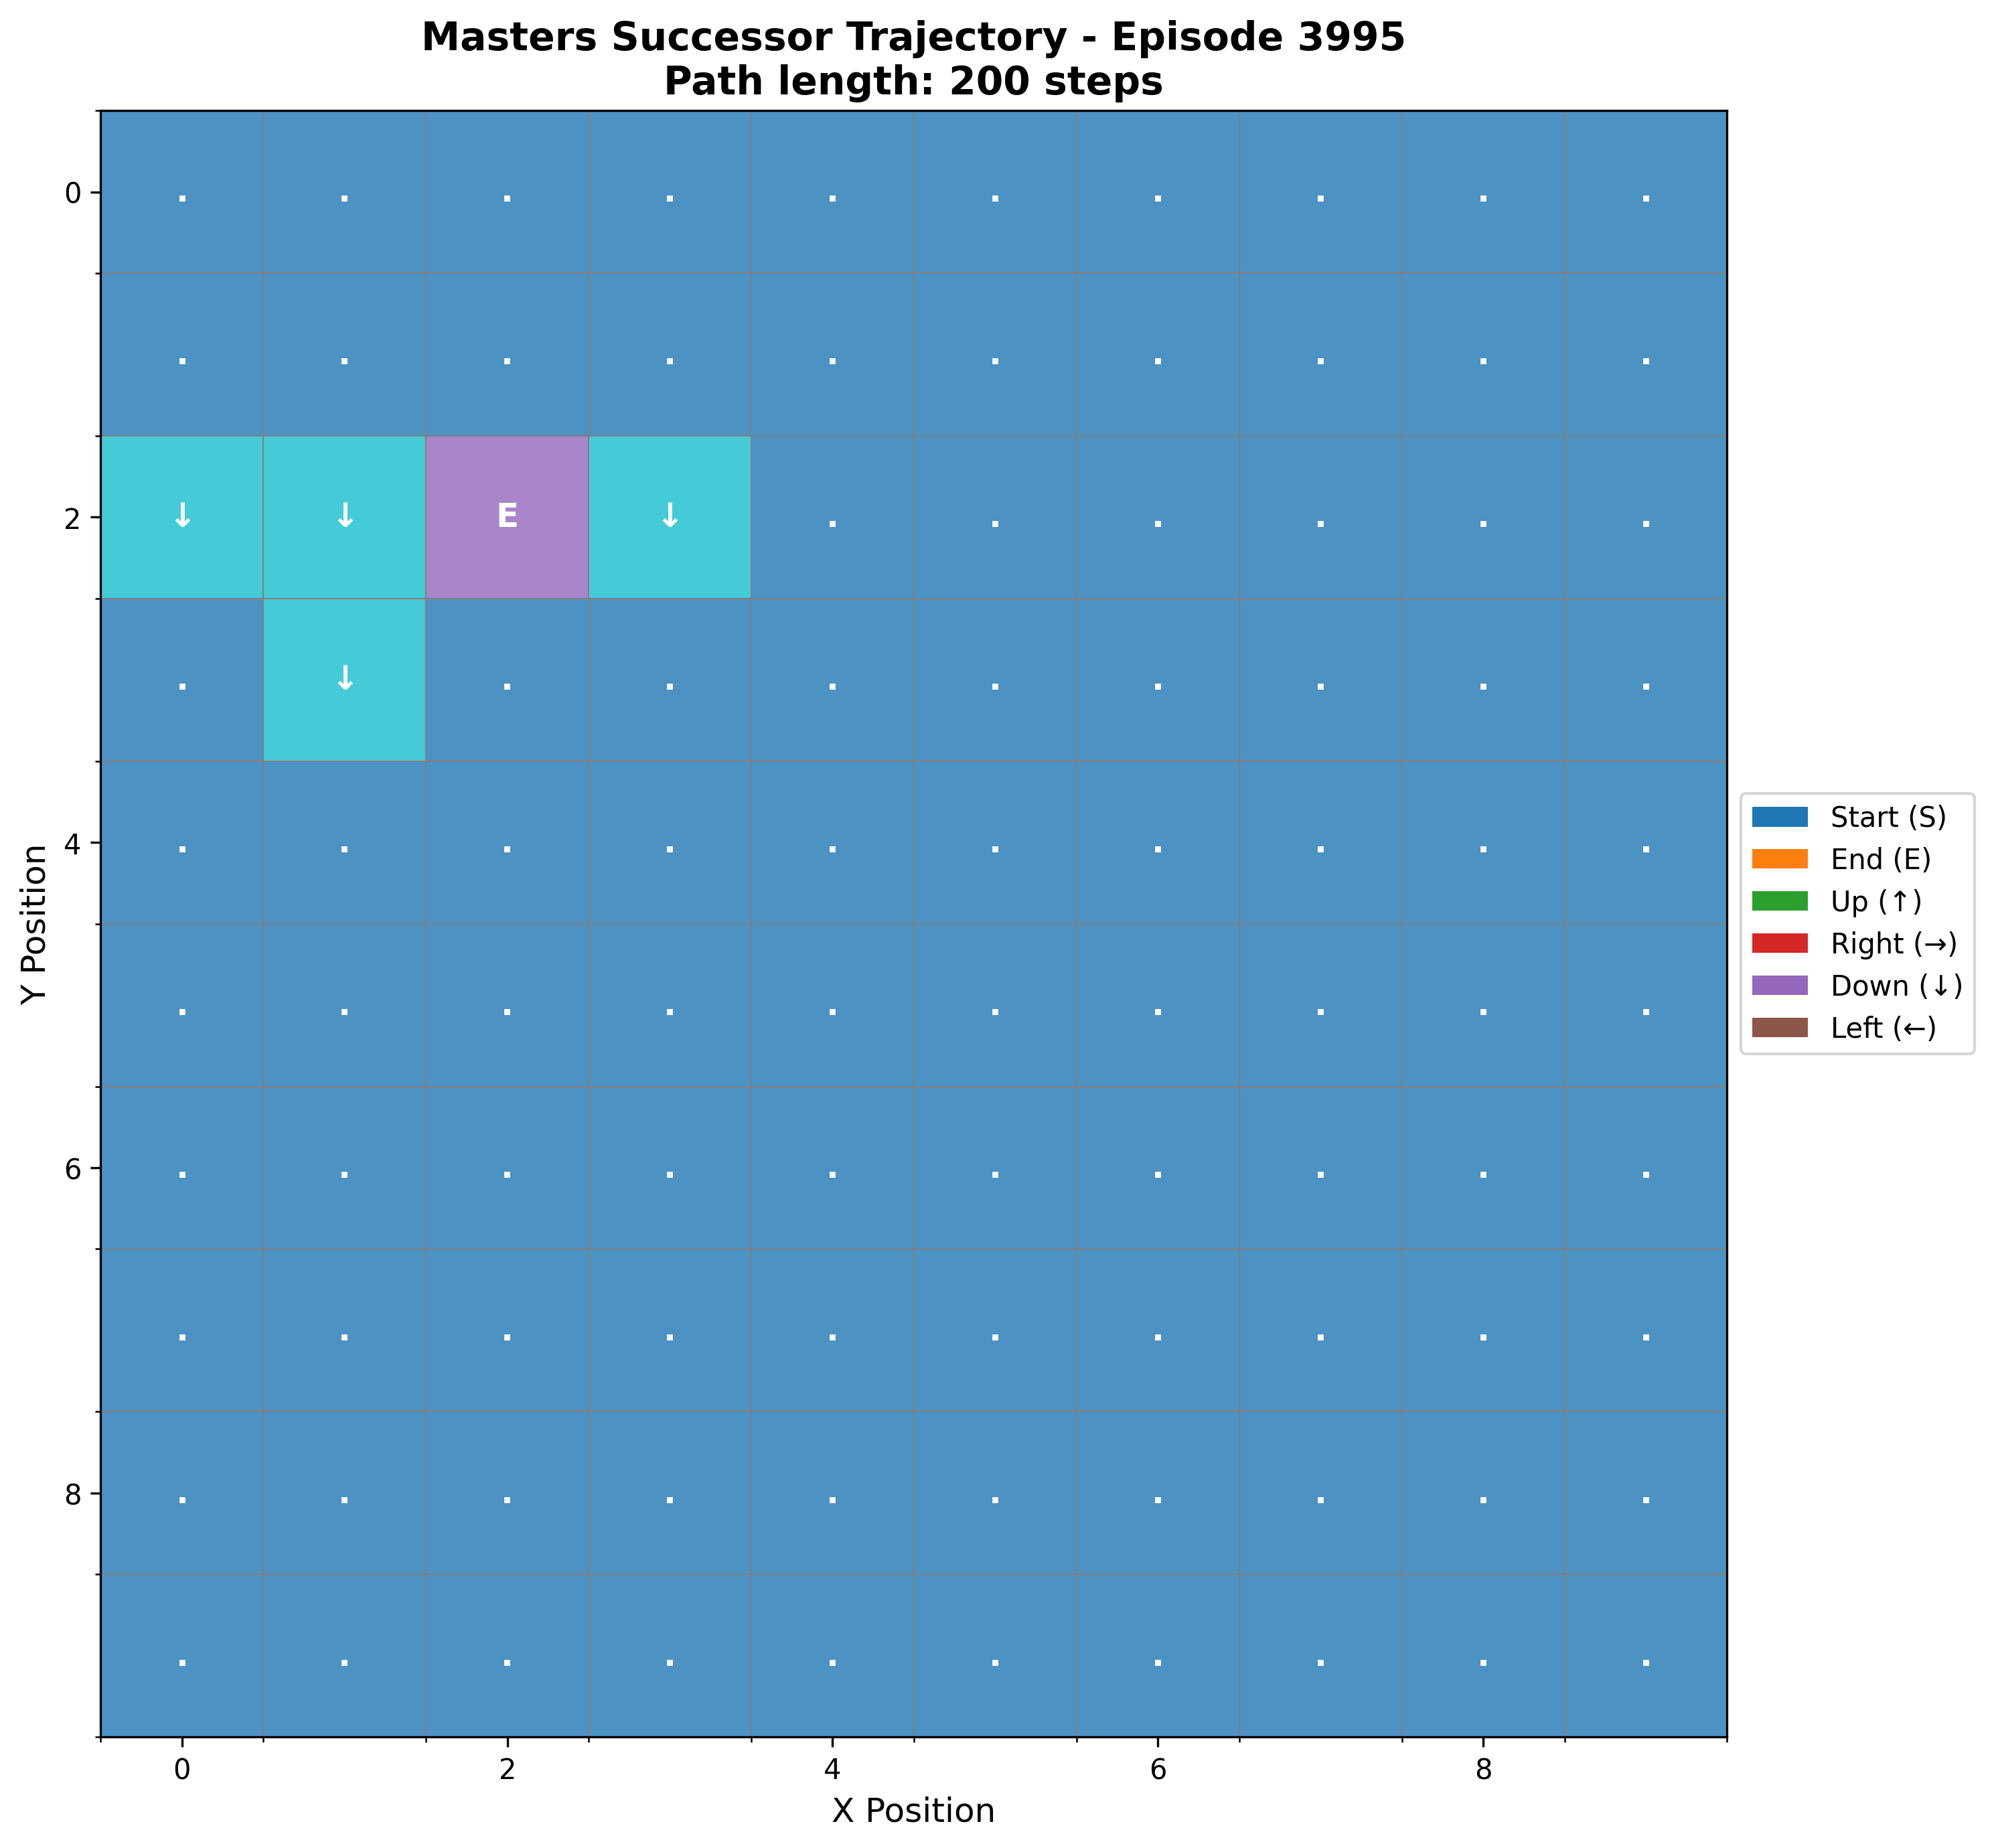 Masters Successor Trajectory - Episode 3995
Path length: 200 steps
0
2
↓ ↓ E ↓
↓
4
6
8
Y Position
0 2 4 6 8
X Position
Start (S)
End (E)
Up (↑)
Right (→)
Down (↓)
Left (←)